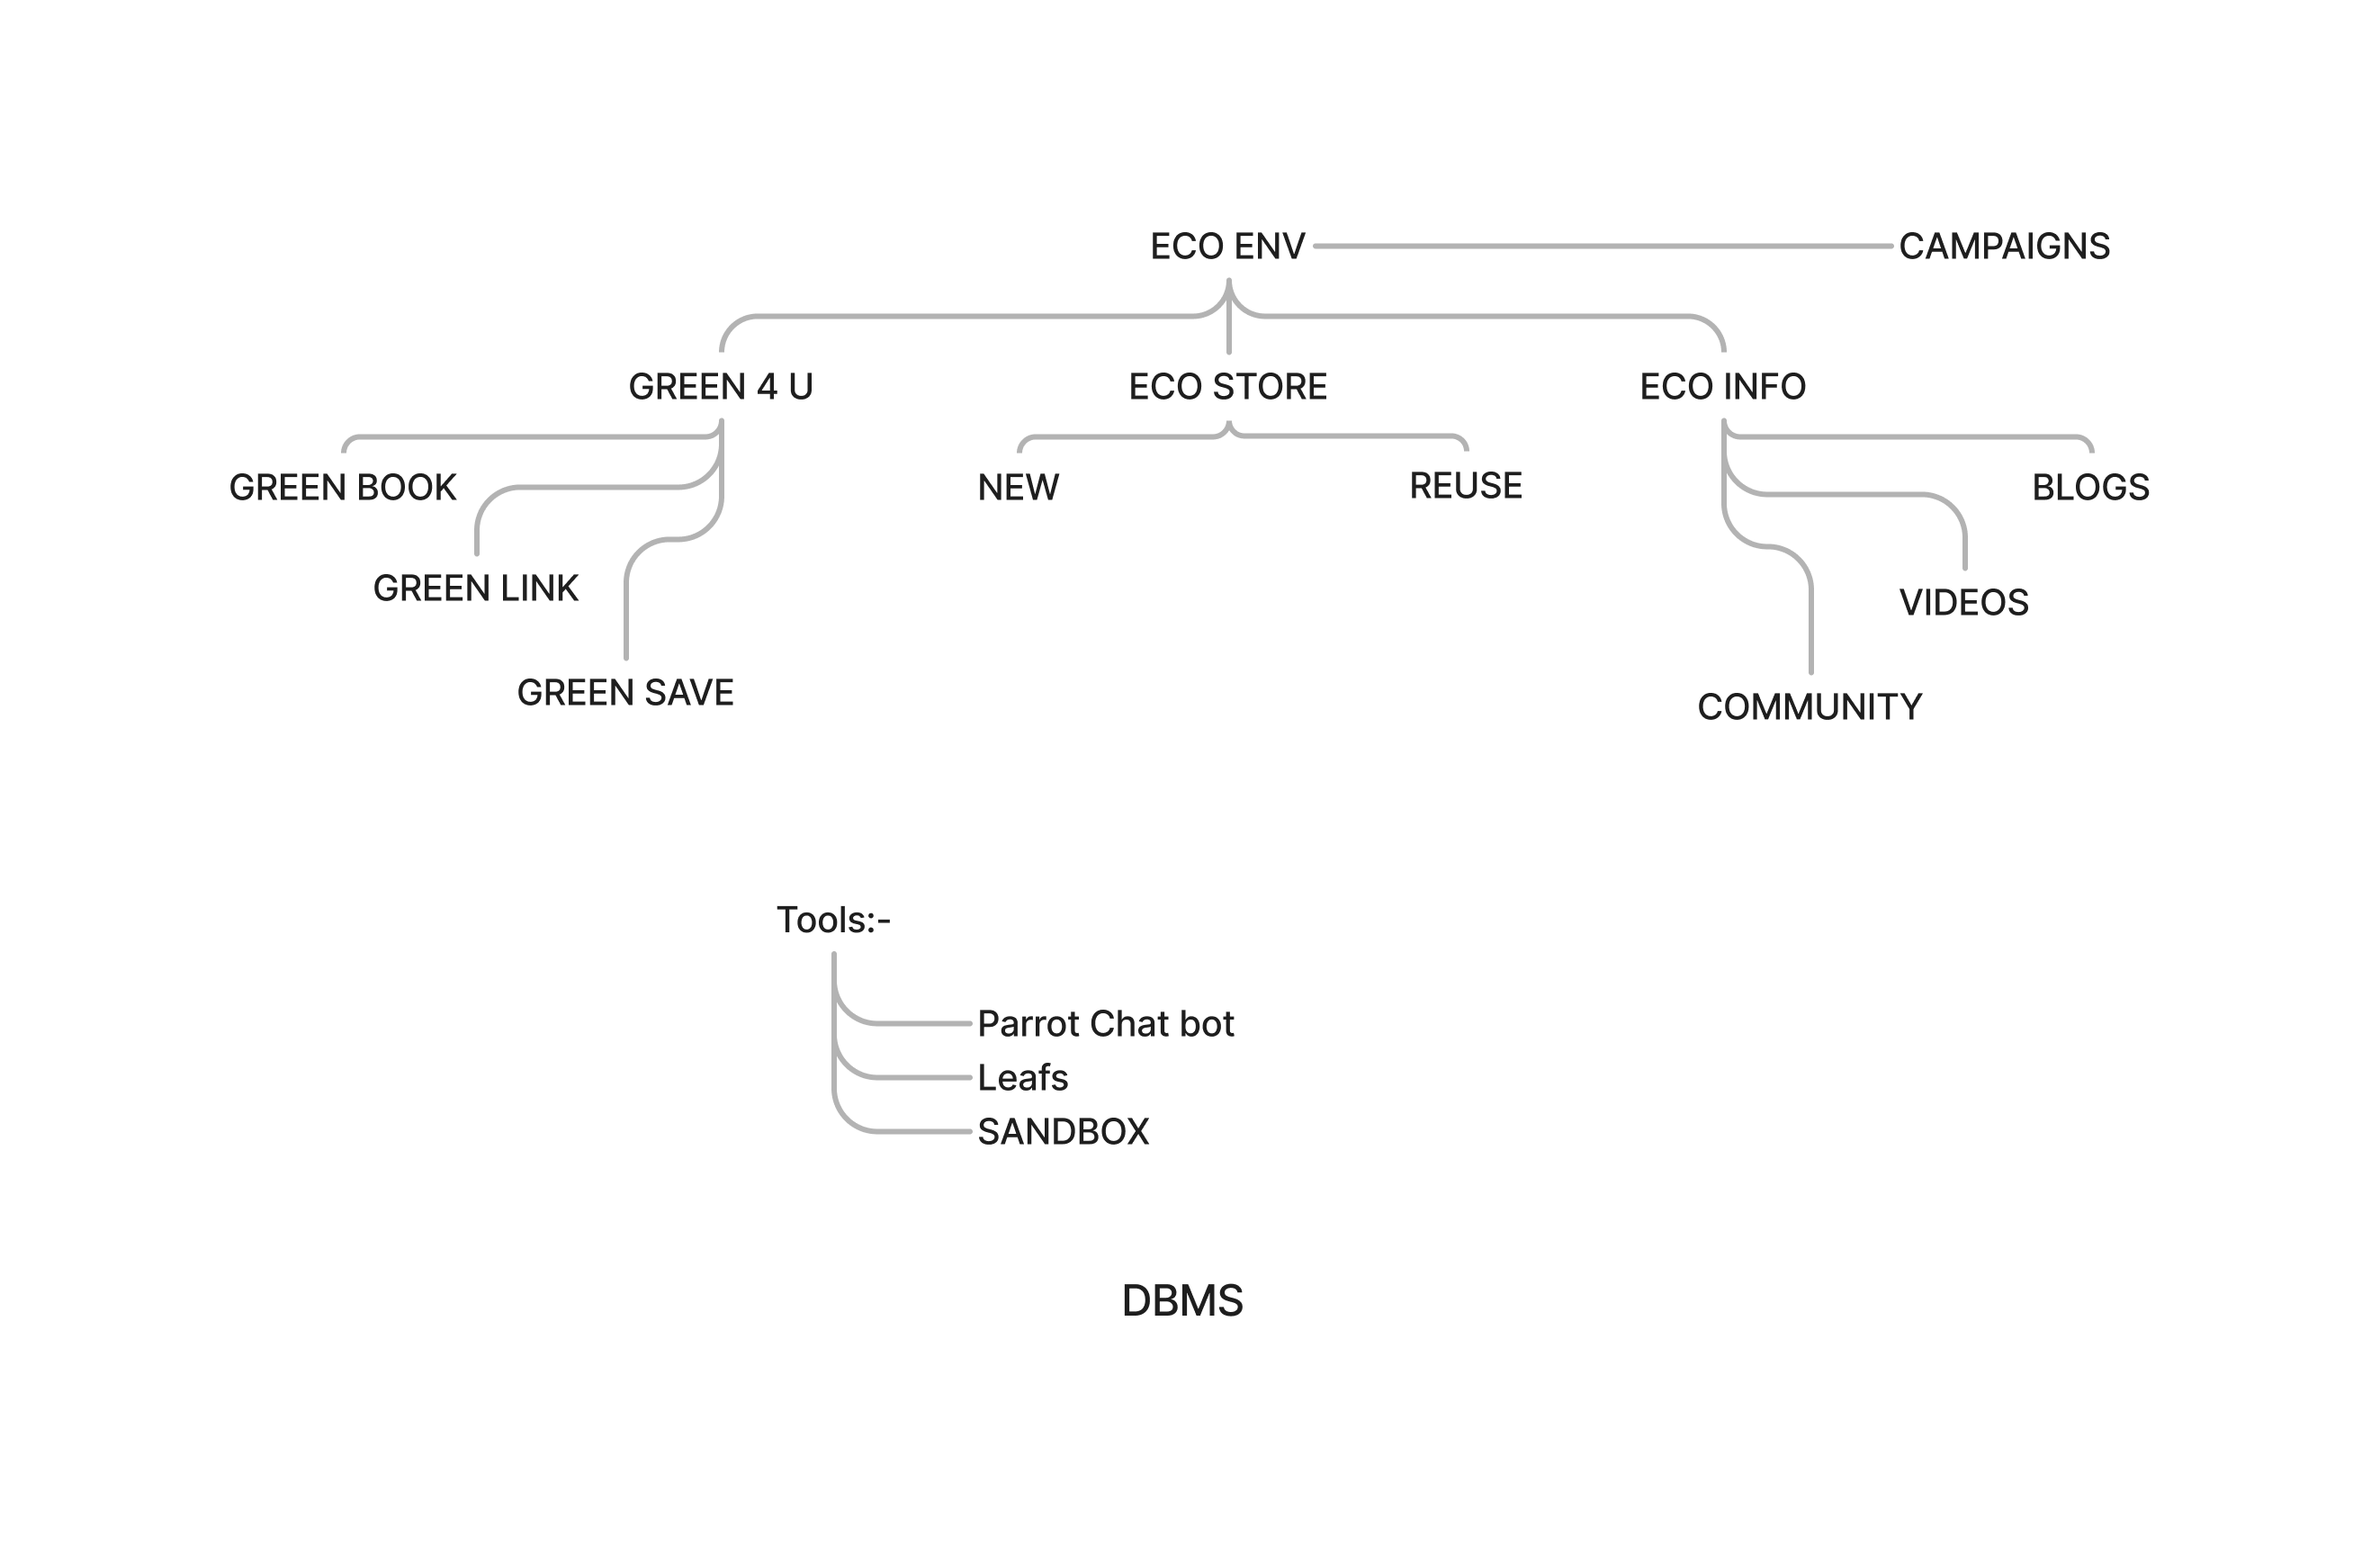 ECO ENV
CAMPAIGNS
GREEN 4 U
ECO STORE
ECO INFO
GREEN BOOK
NEW
REUSE
BLOGS
GREEN LINK
VIDEOS
GREEN SAVE
COMMUNITY
Tools:-
Parrot Chat bot
Leafs
SANDBOX
DBMS